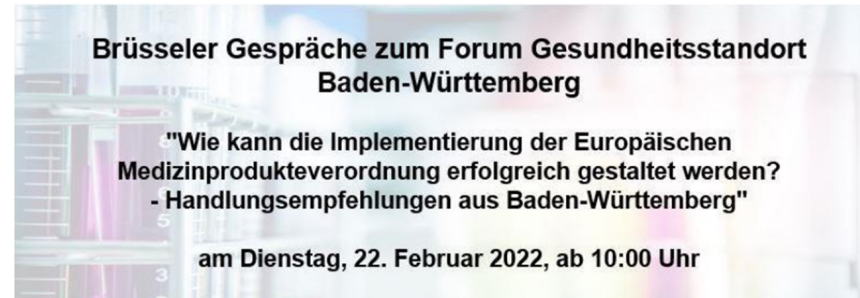 Brüsseler Gespräche zum Forum Gesundheitsstandort
Baden-Württemberg
"Wie kann die Implementierung der Europäischen
Medizinprodukteverordnung erfolgreich gestaltet werden?
- Handlungsempfehlungen aus Baden-Württemberg"
am Dienstag, 22. Februar 2022, ab 10:00 Uhr